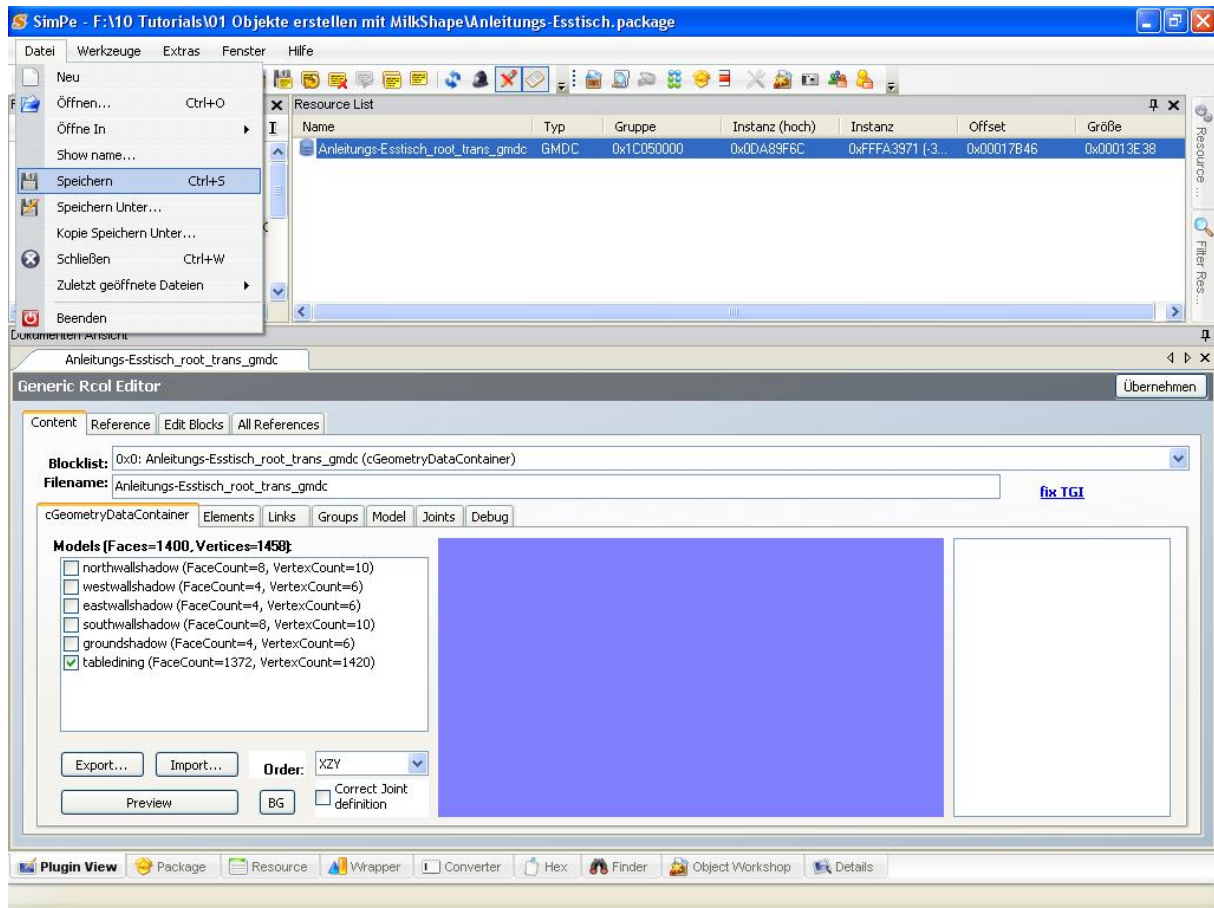 SimPe - F:\10 Tutorials\01 Objekte erstellen mit MilkShape\Anleitungs-Esstisch.package
Datei Werkzeuge Extras Fenster Hilfe
Neu
Öffnen... Ctrl+O
Öffne In
Show name...
Speichern Ctrl+S
Speichern Unter...
Kopie Speichern Unter...
Schließen Ctrl+W
Zuletzt geöffnete Dateien
Beenden
Resource List
Name Typ Gruppe Instanz (hoch) Instanz Offset Größe
Anleitungs-Esstisch_root_trans_gmdc GMDC 0x1C050000 0x0DA89F6C 0xFFFA3971 (-3... 0x00017B46 0x00013E38
Resource ...
Filter Res...
Dokumenten Ansicht
Anleitungs-Esstisch_root_trans_gmdc
Generic Rcol Editor Übernehmen
Content Reference Edit Blocks All References
Blocklist: 0x0: Anleitungs-Esstisch_root_trans_gmdc (cGeometryDataContainer)
Filename: Anleitungs-Esstisch_root_trans_gmdc
fix TGI
cGeometryDataContainer Elements Links Groups Model Joints Debug
Models (Faces=1400, Vertices=1458):
northwallshadow (FaceCount=8, VertexCount=10)
westwallshadow (FaceCount=4, VertexCount=6)
eastwallshadow (FaceCount=4, VertexCount=6)
southwallshadow (FaceCount=8, VertexCount=10)
groundshadow (FaceCount=4, VertexCount=6)
tabledining (FaceCount=1372, VertexCount=1420)
Export... Import... Order: XZY
Preview BG Correct Joint
definition
Plugin View Package Resource Wrapper Converter Hex Finder Object Workshop Details